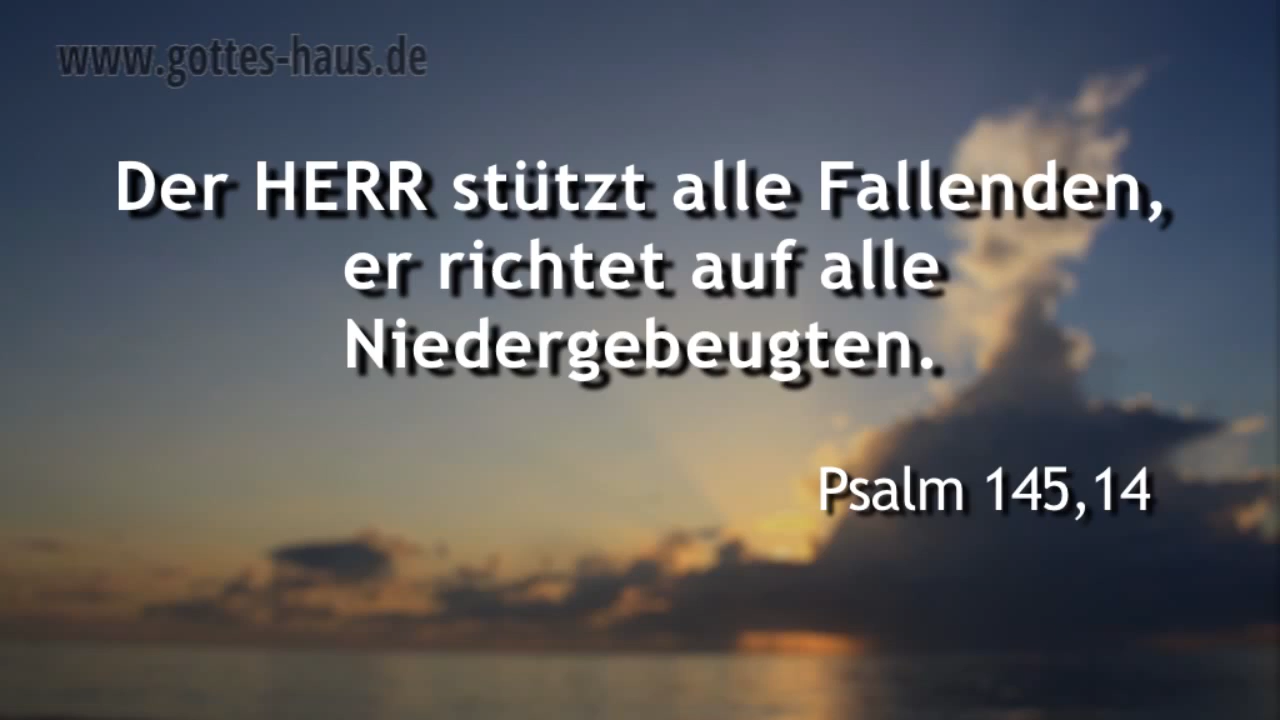 www.gottes-haus.de
Der HERR stützt alle Fallenden,
er richtet auf alle
Niedergebeugten.
Psalm 145,14